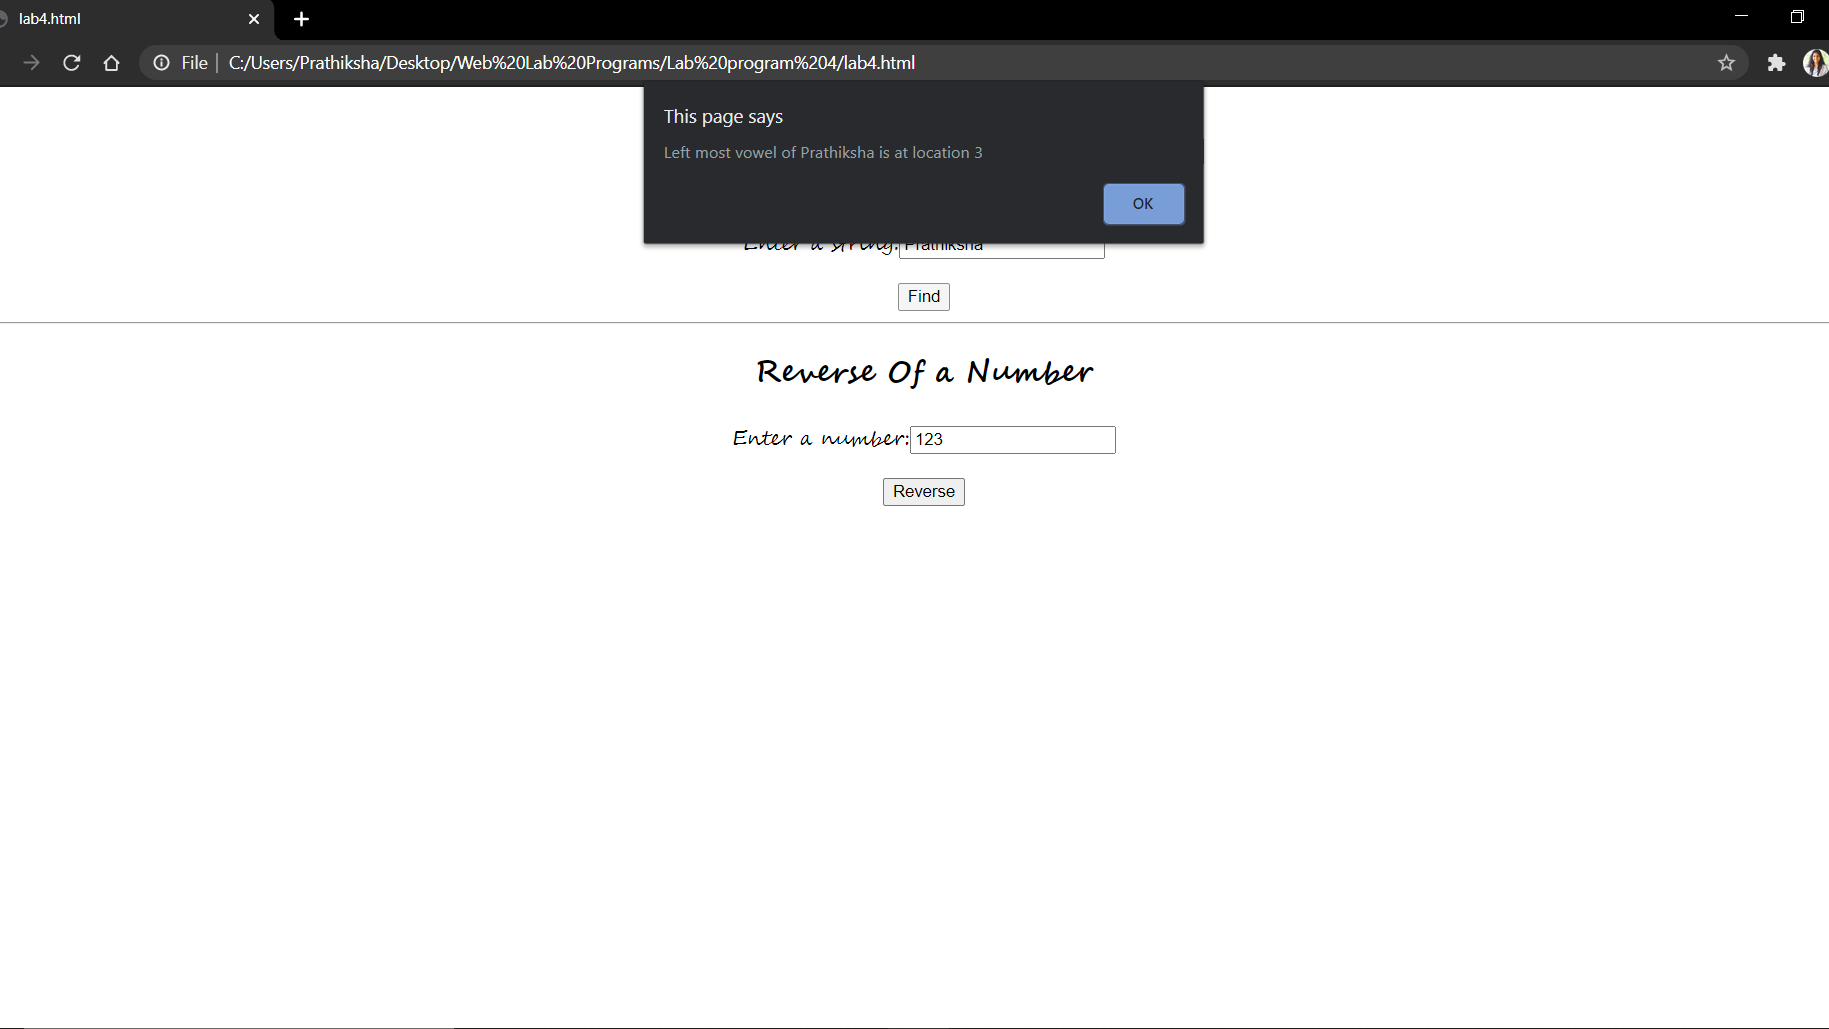 lab4.html
File C:/Users/Prathiksha/Desktop/Web%20Lab%20Programs/Lab%20program%204/lab4.html
This page says
Left most vowel of Prathiksha is at location 3
OK
Enter a string: Prathiksha
Find
Reverse Of a Number
Enter a number: 123
Reverse